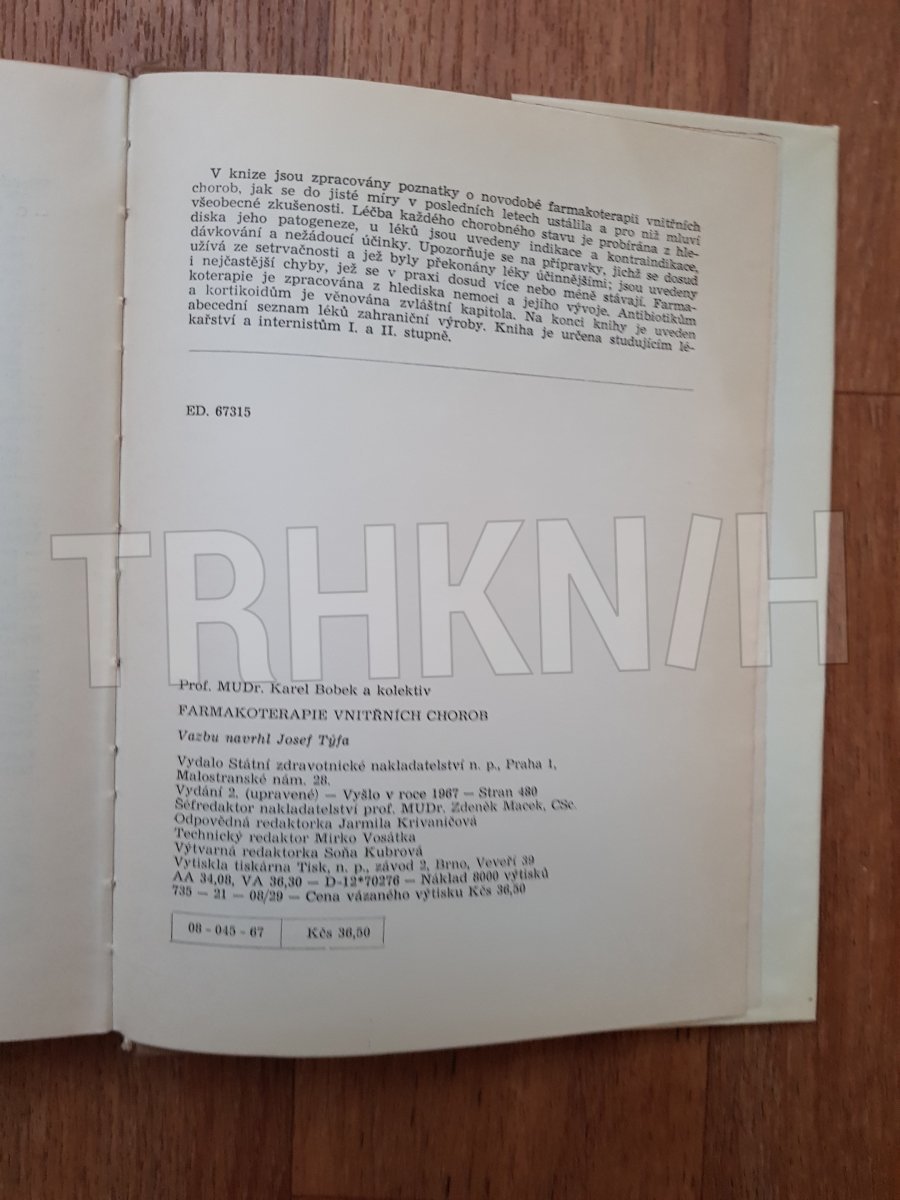 V knize jsou zpracovány poznatky o novodobé farmakoterapii vnitřních
chorob, jak se do jisté míry v posledních letech ustálila a pro niž mluví
všeobecné zkušenosti. Léčba každého chorobného stavu je probírána z hle-
diska jeho patogeneze, u léků jsou uvedeny indikace a kontraindikace,
dávkování a nežádoucí účinky. Upozorňuje se na přípravky, jichž se dosud
užívá ze setrvačnosti a jež byly překonány léky účinnějšími; jsou uvedeny
i nejčastější chyby, jež se v praxi dosud více nebo méně stávají. Farma-
koterapie je zpracována z hlediska nemoci a jejího vývoje. Antibiotikům
a kortikoidům je věnována zvláštní kapitola. Na konci knihy je uveden
abecední seznam léků zahraniční výroby. Kniha je určena studujícím lé-
kařství a internistům I. a II. stupně.
ED. 67315
TRHKNIH
Prof. MUDr. Karel Bobek a kolektiv
FARMAKOTERAPIE VNITŘNÍCH CHOROB
Vazbu navrhl Josef Týfa
Vydalo Státní zdravotnické nakladatelství n. p., Praha 1,
Malostranské nám. 28.
Vydání 2. (upravené) — Vyšlo v roce 1967 — Stran 480
Šéfredaktor nakladatelství prof. MUDr. Zdeněk Macek, CSc.
Odpovědná redaktorka Jarmila Krivaničová
Technický redaktor Mirko Vosátka
Výtvarná redaktorka Soňa Kubrová
Vytiskla tiskárna Tisk, n. p., závod 2, Brno, Veveří 39
AA 34,08, VA 36,30 — D-12*70276 — Náklad 8000 výtisků
735 — 21 — 08/29 — Cena vázaného výtisku Kčs 36,50
08 - 045 - 67 Kčs 36,50